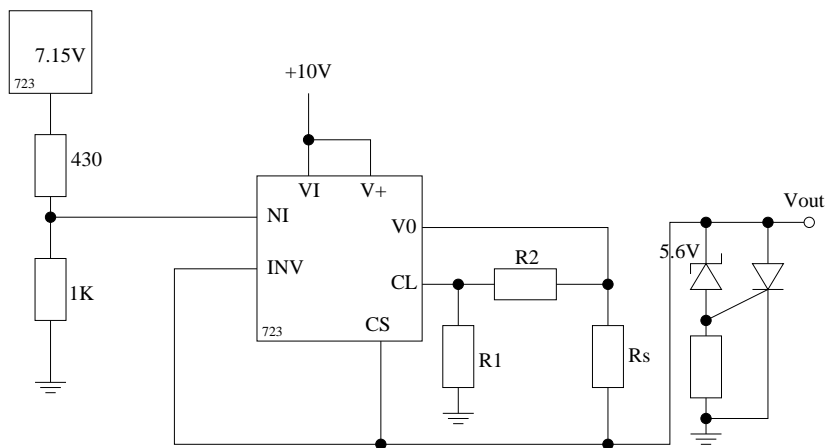 7.15V
723
430
1K
+10V
VI
V+
NI
V0
INV
CL
CS
723
R2
R1
Rs
Vout
5.6V